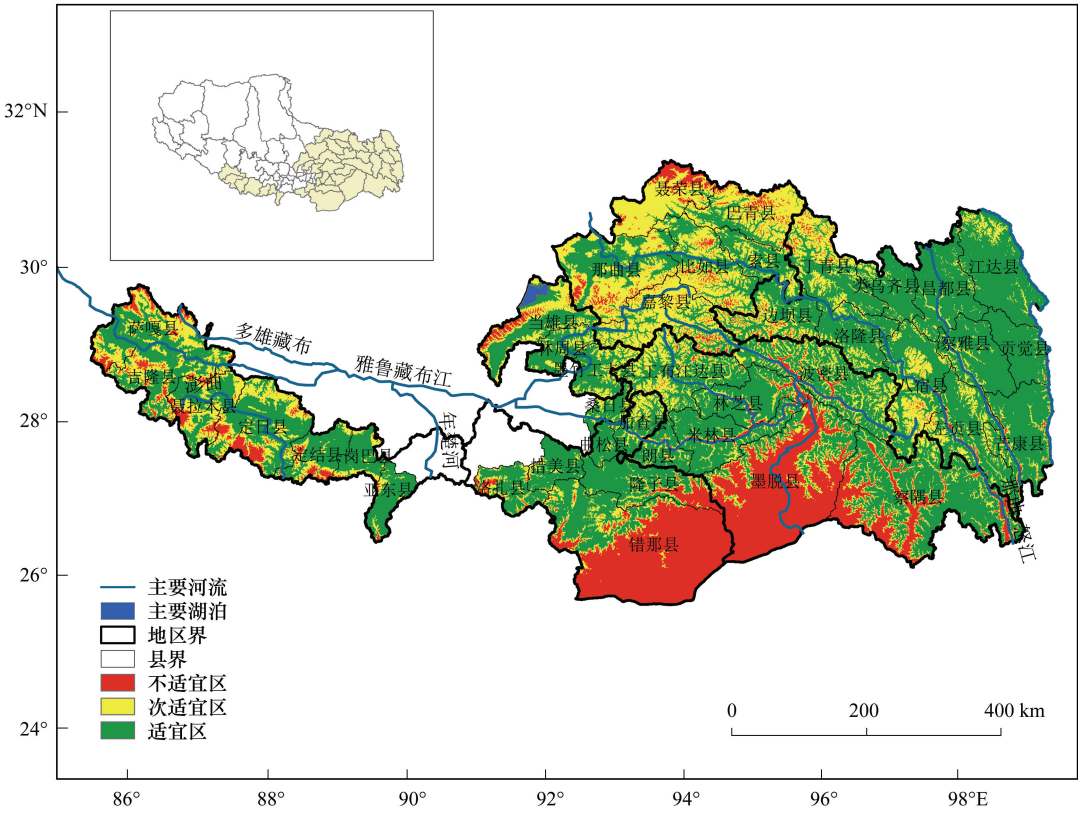 32°N
30°
28°
26°
24°
86°
88°
90°
92°
94°
96°
98°E
聂荣县
巴青县
那曲县
比如县
索县
丁青县
嘉黎县
边坝县
江达县
昌都县
洛隆县
察雅县
贡觉县
当雄县
林周县
工布江达县
波密县
林芝县
米林县
朗县
桑日县
曲松县
措美县
隆子县
洛扎县
错那县
墨脱县
察隅县
左贡县
芒康县
萨嘎县
吉隆县
聂拉木县
定日县
定结县
岗巴县
亚东县
多雄藏布
雅鲁藏布江
年楚河
怒江
主要河流
主要湖泊
地区界
县界
不适宜区
次适宜区
适宜区
0
200
400 km